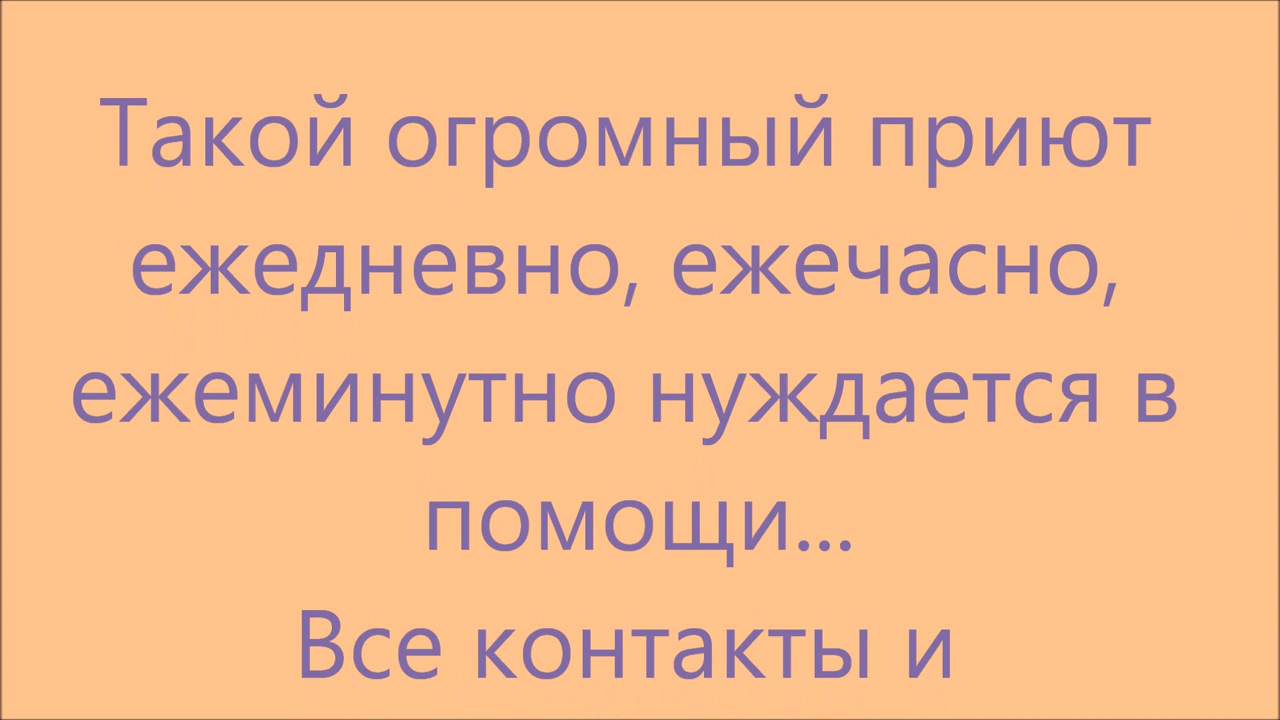 Такой огромный приют
ежедневно, ежечасно,
ежеминутно нуждается в
помощи...
Все контакты и